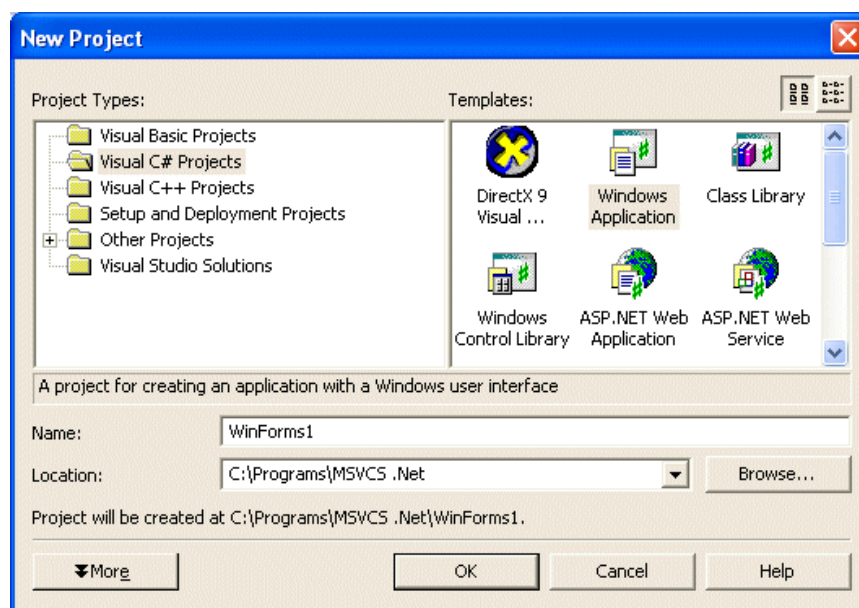 New Project
Project Types:
Templates:
Visual Basic Projects
Visual C# Projects
Visual C++ Projects
Setup and Deployment Projects
Other Projects
Visual Studio Solutions
DirectX 9
Visual ...
Windows
Application
Class Library
Windows
Control Library
ASP.NET Web
Application
ASP.NET Web
Service
A project for creating an application with a Windows user interface
Name:
WinForms1
Location:
C:\Programs\MSVCS .Net
Browse...
Project will be created at C:\Programs\MSVCS .Net\WinForms1.
More
OK
Cancel
Help